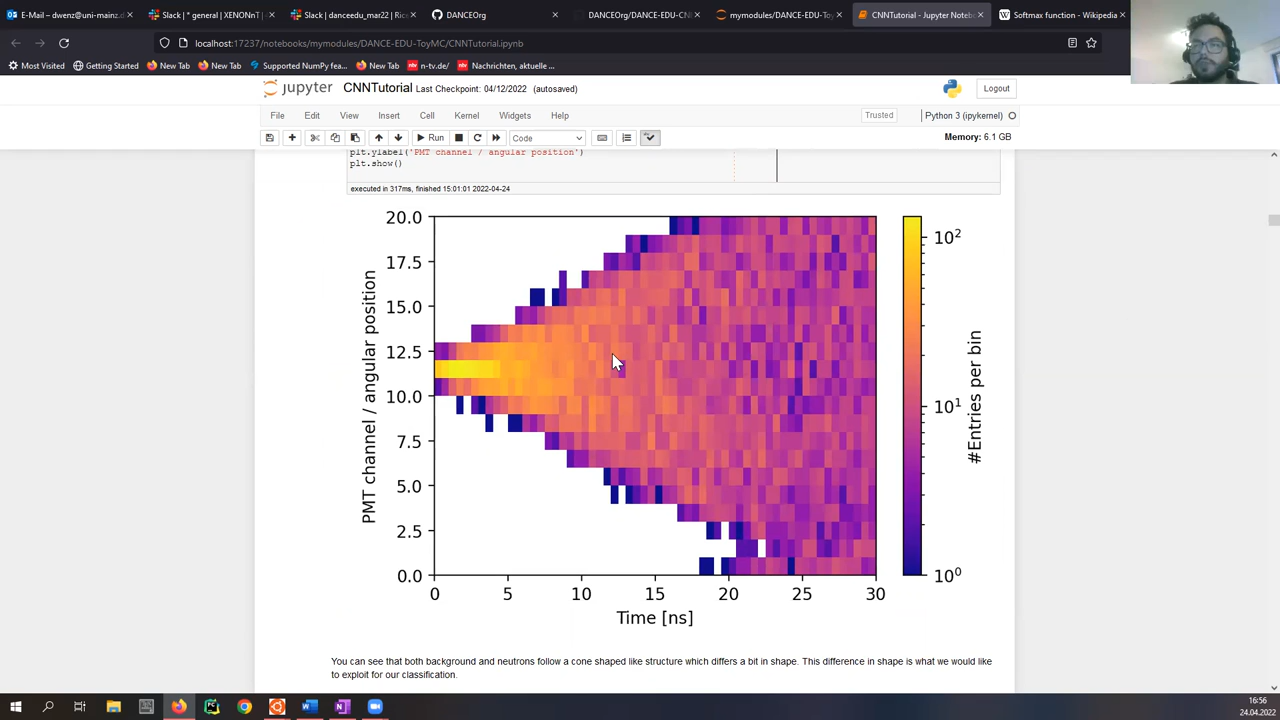 E-Mail – dwenz@uni-mainz.d
Slack | * general | XENONnT |
Slack | danceedu_mar22 | Ric
DANCEOrg
DANCEOrg/DANCE-EDU-CN
mymodules/DANCE-EDU-To
CNNTutorial - Jupyter Noteb
Softmax function - Wikipedia
localhost:17237/notebooks/mymodules/DANCE-EDU-ToyMC/CNNTutorial.ipynb
Most Visited
Getting Started
New Tab
New Tab
Supported NumPy feat...
New Tab
n-tv.de/
Nachrichten, aktuelle ...
jupyter CNNTutorial Last Checkpoint: 04/12/2022 (autosaved)
Logout
File Edit View Insert Cell Kernel Widgets Help
Trusted
Python 3 (ipykernel)
Run
Code
Memory: 6.1 GB
plt.ylabel('PMT channel / angular position')
plt.show()
executed in 317ms, finished 15:01:01 2022-04-24
20.0
17.5
15.0
12.5
10.0
7.5
5.0
2.5
0.0
PMT channel / angular position
0 5 10 15 20 25 30
Time [ns]
10²
10¹
10⁰
#Entries per bin
You can see that both background and neutrons follow a cone shaped like structure which differs a bit in shape. This difference in shape is what we would like
to exploit for our classification.
16:56
24.04.2022